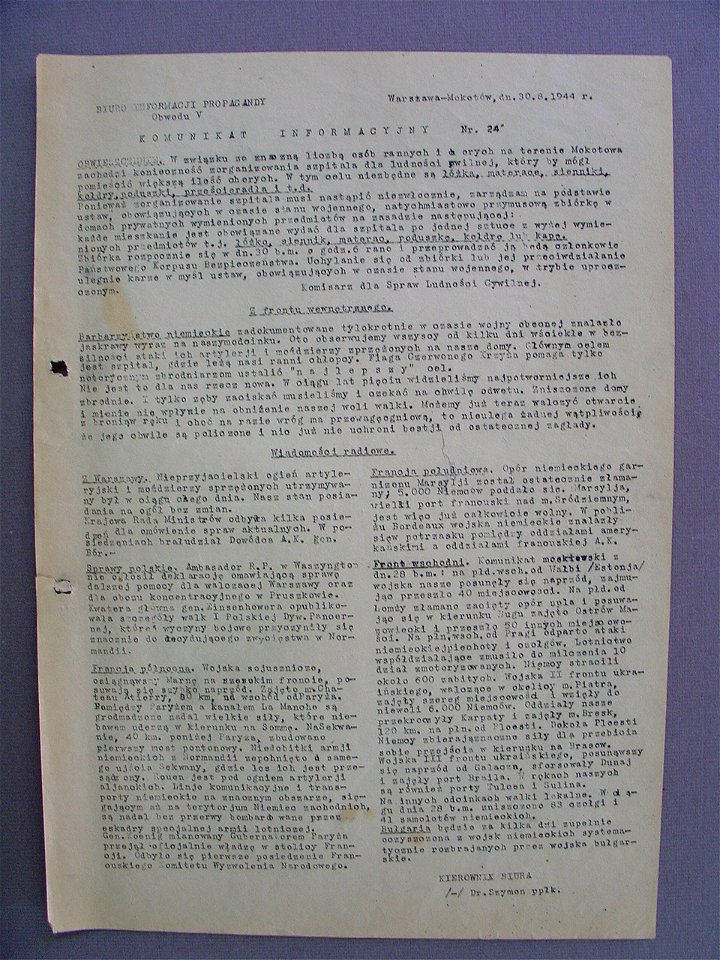 BIURO INFORMACJI PROPAGANDY
Obwodu V
Warszawa-Mokotów, dn.30.8.1944 r.
KOMUNIKAT INFORMACYJNY Nr. 24
OBWIESZCZENIE. W związku ze znaczną liczbą osób rannych i chorych na terenie Mokotowa
zachodzi konieczność zorganizowania szpitala dla ludności cywilnej, który by mógł
pomieścić większą ilość chorych. W tym celu niezbędne są łóżka, materace, sienniki,
kołdry, poduszki, prześcieradła i t.d.
Ponieważ zorganizowanie szpitala musi nastąpić niezwłocznie, zarządzam na podstawie
ustaw, obowiązujących w czasie stanu wojennego, natychmiastowo przymusową zbiórkę w
domach prywatnych wymienionych przedmiotów na zasadzie następującej:
każde mieszkanie jest obowiązane wydać dla szpitala po jednej sztuce z wyżej wymie-
nionych przedmiotów t.j. łóżko, siennik, materac, poduszkę, kołdrę lub kapę.
Zbiórka rozpocznie się w dn.30 b.m. o godz.6 rano i przeprowadzać ją będą członkowie
Państwowego Korpusu Bezpieczeństwa. Uchylanie się od zbiórki lub jej przeciwdziałanie
ulegnie karze w myśl ustaw, obowiązujących w czasie stanu wojennego, w trybie uprosz-
czonym.
Komisarz dla Spraw Ludności Cywilnej.
Z frontu wewnętrznego.
Barbarzyństwo niemieckie zadokumentowane tylokrotnie w czasie wojny obecnej znalazło
jaskrawy wyraz na naszym odcinku. Oto obserwujemy wszyscy od kilku dni wściekłe w bez-
silności ataki ich artylerji i moździerzy sprzężonych na nasze domy. Głównym celem
jest szpital, gdzie leżą nasi ranni chłopcy. Flaga Czerwonego Krzyża pomaga tylko
notorycznym zbrodniarzom ustalić "najlepszy" cel.
Nie jest to dla nas rzecz nowa. W ciągu lat pięciu widzieliśmy najpotworniejsze ich
zbrodnie. I tylko zęby zaciskać musieliśmy i czekać na chwilę odwetu. Zniszczone domy
i mienie nie wpłynie na obniżenie naszej woli walki. Możemy już teraz walczyć otwarcie
z bronią w ręku i choć na razie wróg ma przewagę ogniową, to nieulega żadnej wątpliwości,
że jego chwile są policzone i nic już nie uchroni bestji od ostatecznej zagłady.
Wiadomości radiowe.
Z Warszawy. Nieprzyjacielski ogień artyle-
ryjski i moździerzy sprzężonych utrzymywa-
ny był w ciągu całego dnia. Nasz stan posia-
dania na ogół bez zmian.
Krajowa Rada Ministrów odbyła kilka posie-
dzeń dla omówienie spraw aktualnych. W po-
siedzeniach brał udział Dowódca A.K. gen.
Bór.-
Sprawy polskie. Ambasador R.P. w Waszyngto-
nie ogłosił deklarację omawiającą sprawę
dalszej pomocy dla walczącej Warszawy oraz
dla obozu koncentracyjnego w Pruszkowie.
Kwatera główna gen.Einsenhowera opubliko-
wała szczegóły walk I Polskiej Dyw.Pancer-
nej, której wyczyny bojowe przyczyniły się
znacznie do decydującego zwycięstwa w Nor-
mandii.
Francja północna. Wojska sojusznicze,
osiągnąwszy Marnę na szerokim froncie, po-
suwają się szybko naprzód. Zajęto m.Cha-
teau Thierry, 80 km, na wschód odParyża.
Pomiędzy Paryżem a kanałem La Manche są
gromadzone nadal wielkie siły, które nie-
bawem uderzą w kierunku na Sommę. NaSekwa-
nie, 40 km. poniżej Paryża, zbudowano
pierwszy most pontonowy. Niedobitki armji
niemieckich z Normandii zepchnięto d same-
go ujścia Sekwany, gdzie los ich jest prze-
sądzony. Rouen jest pod ogniem artylerji
aljanckich. Linje komunikacyjne i trans-
porty niemieckie na znacznym obszarze, się-
gającym aż na terytorjum Niemiec zachodnich,
są nadal bez przerwy bombardowane przez
eskadry specjalnej armii lotniczej.
Gen.Koenig mianowany Gubernatorem Paryża
przejął oficjalnie władzę w stolicy Fran-
cji. Odbyło się pierwsze posiedzenie Fran-
cuskiego Komitetu Wyzwolenia Narodowego.
Francja południowa. Opór niemieckiego gar-
nizonu Marsylji został ostatecznie złama-
ny; 5.000 Niemców poddało się. Marsylja,
wielki port francuski nad m.Śródziemnym,
jest więc już całkowicie wolny. W pobli-
żu Bordeaux wojska niemieckie znalazły
się w potrzasku pomiędzy oddziałami amery-
kańskimi a oddziałami francuskiej A.K.
Front wschodni. Komunikat moskiewski z
dn.28 b.m.: na płd.wsch.od Walbi /Estonja/
wojska nasze posunęły się naprzód, zajmu-
jąc przeszło 40 miejscowości. Na płd.od
Łomży złamano zacięty opór npla i posuwa-
jąc się w kierunku Bugu zajęto Ostrów Ma-
zowiecki i przeszło 50 innych miejscowo-
ści. Na płn.wsch.od Pragi odparto ataki
niemieckiej piechoty i czołgów. Lotnictwo
współdziałające zmusiło do milczenia 10
dział zmotoryzowanych. Niemcy stracili
około 600 zabitych. Wojska II frontu ukra-
ińskiego, walczące w okolicy m.Piatra,
zajęły szereg miejscowości i wzięły do
niewoli 6.000 Niemców. Oddziały nasze
przekroczyły Karpaty i zajęły m.Bresk,
120 km. na płn.od Ploesti. Dokoła Ploesti
Niemcy zbierają znaczne siły dla przebicia
sobie przejścia w kierunku na Brasow.
Wojska III frontu ukraińskiego, posunąwszy
się naprzód od Gałacza, sforsowały Dunaj
i zajęły port Braila. W rękach naszych
są również porty Tulcea i Sulina.
Na innych odcinkach walki lokalne. W cią-
gu dnia 28 b.m. zniszczono 83 czołgi i
41 samolotów niemieckich.
Bułgaria będzie za kilka dni zupełnie
oczyszczona z wojsk niemieckich systema-
tycznie rozbrajanych przez wojska bułgar-
skie.
KIEROWNIK BIURA
/-/ Dr.Szymon ppłk.